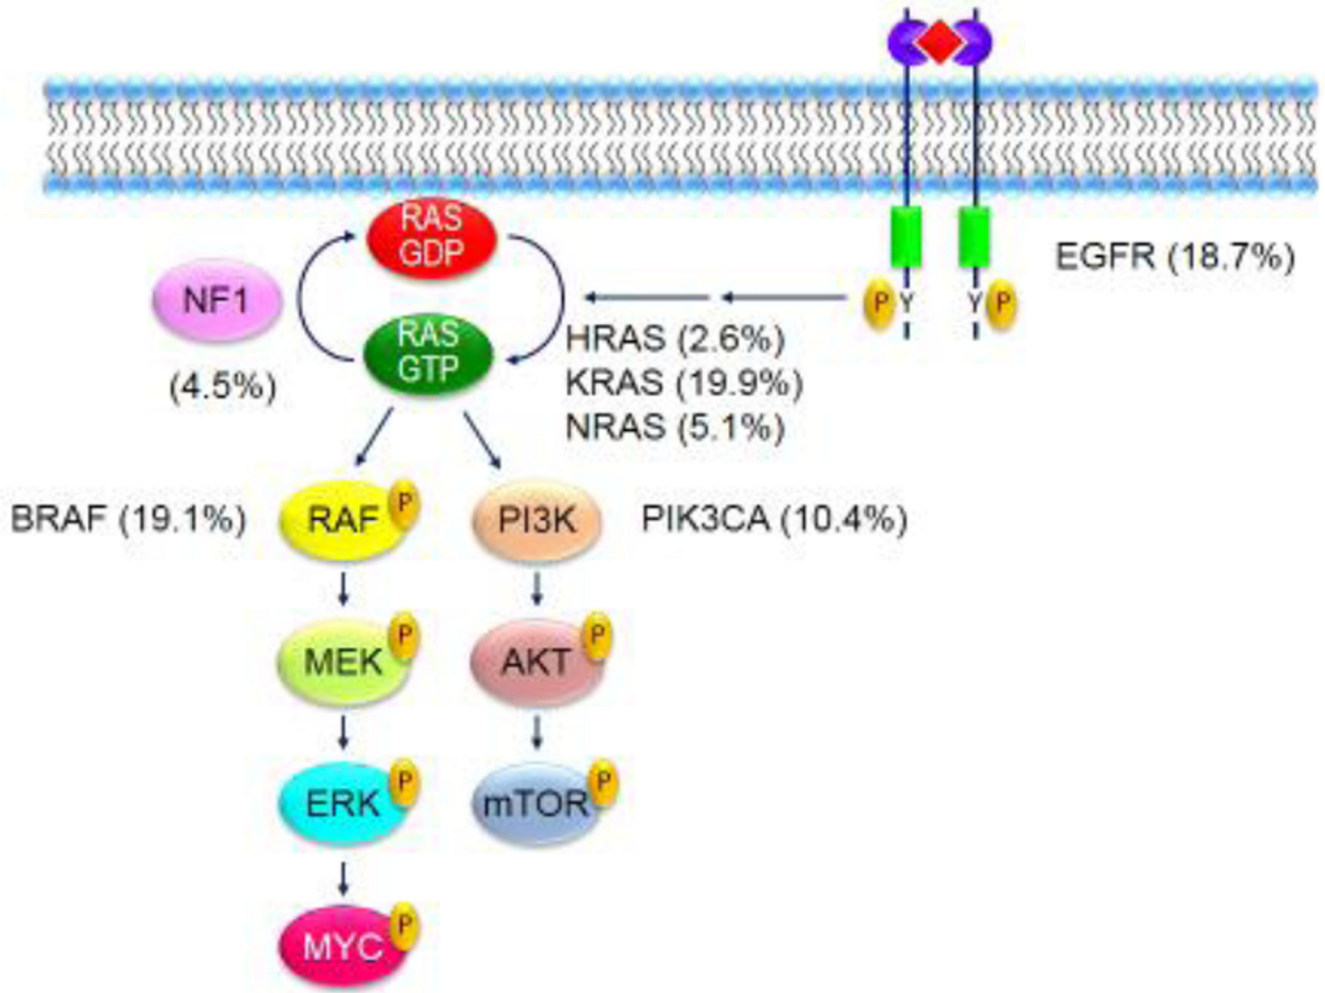 RAS
GDP
NF1
EGFR (18.7%)
P Y
Y P
RAS
GTP
HRAS (2.6%)
KRAS (19.9%)
NRAS (5.1%)
(4.5%)
BRAF (19.1%)
RAF
P
PI3K
PIK3CA (10.4%)
MEK
P
AKT
P
ERK
P
mTOR
P
MYC
P